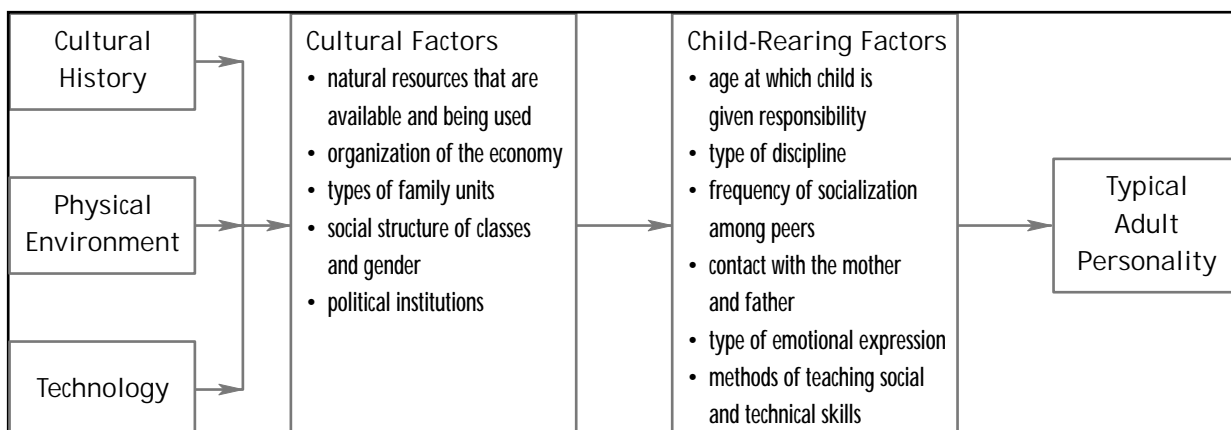 Cultural
History
Physical
Environment
Technology
Cultural Factors
• natural resources that are
available and being used
• organization of the economy
• types of family units
• social structure of classes
and gender
• political institutions
Child-Rearing Factors
• age at which child is
given responsibility
• type of discipline
• frequency of socialization
among peers
• contact with the mother
and father
• type of emotional expression
• methods of teaching social
and technical skills
Typical
Adult
Personality